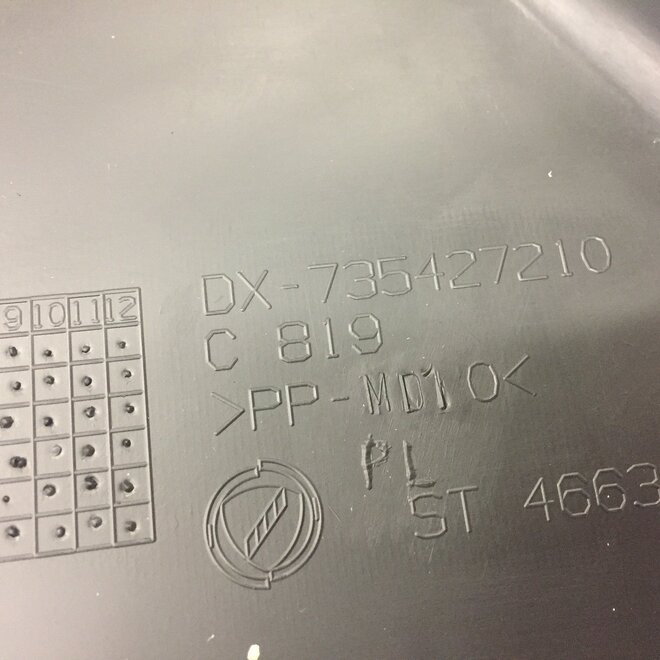 DX-735427210
C 819
>PP-MD10<
PL
ST 4663
9 10 11 12